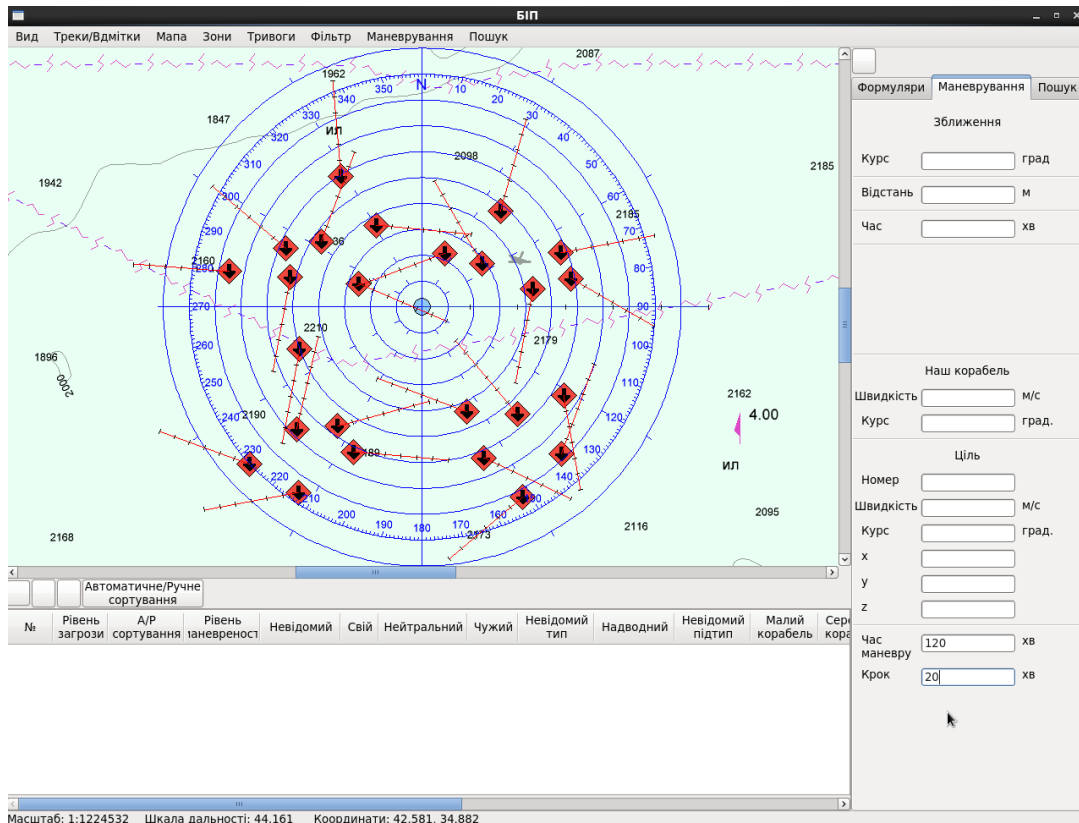 БІП
Вид Треки/Вдмітки Мапа Зони Тривоги Фільтр Маневрування Пошук
2087
1962
N
350 10
340 20
330 30
1847
ил
320 40
310 50
2098
2185
1942
300 60
290 2185
70
36
2160
280 80
270 90
2210
2179
260 100
1896
2000
250 110
2162
240 2190 120
4.00
230 130
189
ил
220 140
210
200 190 180 170 160
2095
2116
2168
2173
Автоматичне/Ручне
сортування
№ Рівень загрози А/Р сортування Рівень Невідомий Свій Нейтральний Чужий Невідомий тип Надводний Невідомий підтип Малий корабель
Формуляри Маневрування Пошук
Зближення
Курс град
Відстань м
Час хв
Наш корабель
Швидкість м/с
Курс град.
Ціль
Номер
Швидкість м/с
Курс град.
x
y
z
Час маневру 120 хв
Крок 20 хв
Масштаб: 1:1224532 Шкала дальності: 44.161 Координати: 42.581, 34.882